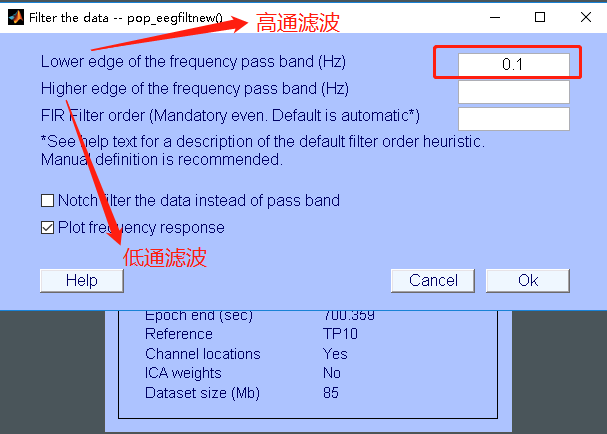 Filter the data -- pop_eegfiltnew()
高通滤波
Lower edge of the frequency pass band (Hz)
0.1
Higher edge of the frequency pass band (Hz)
FIR Filter order (Mandatory even. Default is automatic*)
*See help text for a description of the default filter order heuristic.
Manual definition is recommended.
Notch filter the data instead of pass band
Plot frequency response
低通滤波
Help
Cancel
Ok
Epoch end (sec) 700.359
Reference TP10
Channel locations Yes
ICA weights No
Dataset size (Mb) 85